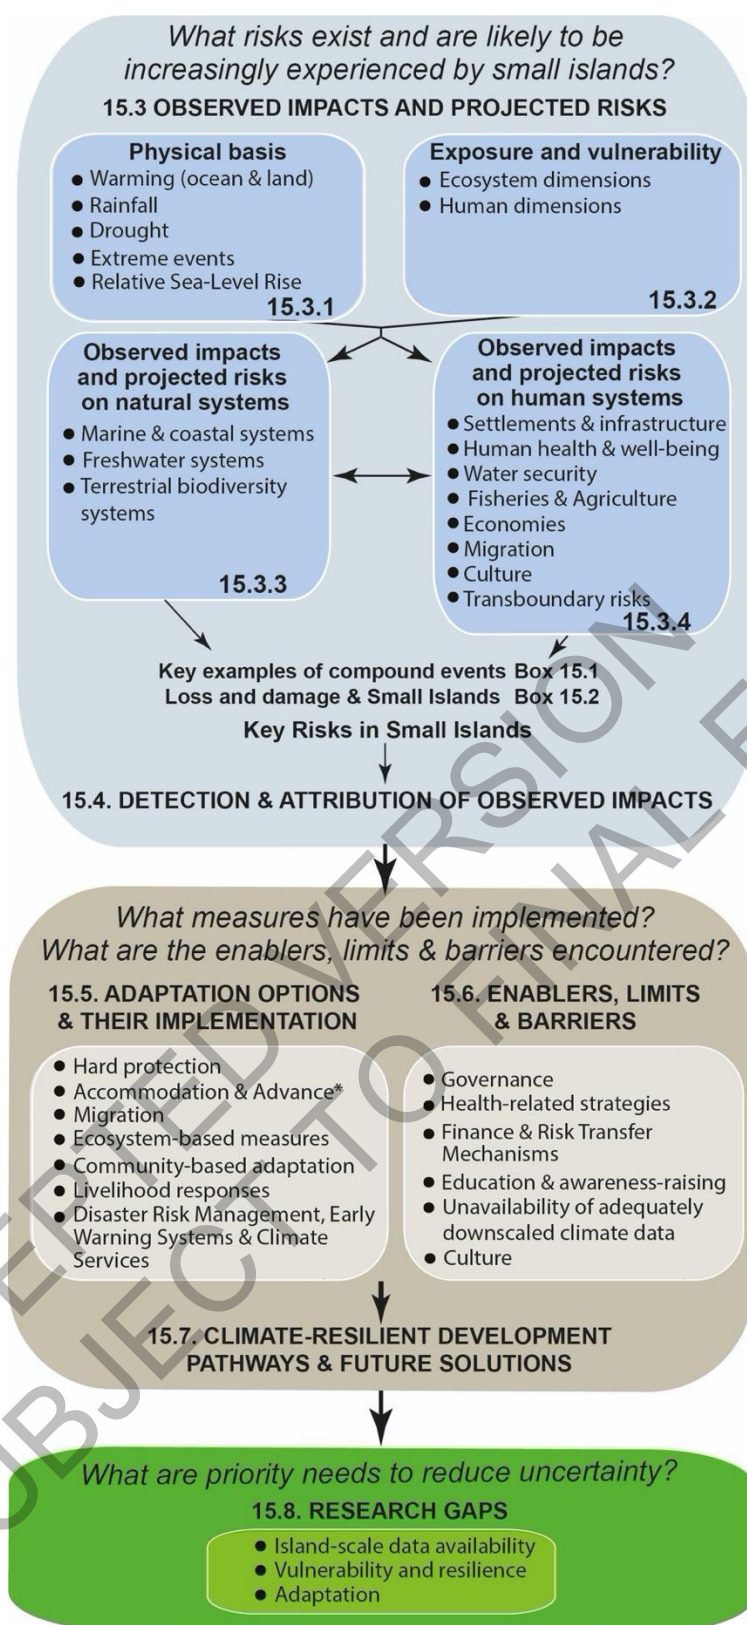 What risks exist and are likely to be
increasingly experienced by small islands?
15.3 OBSERVED IMPACTS AND PROJECTED RISKS
Physical basis
● Warming (ocean & land)
● Rainfall
● Drought
● Extreme events
● Relative Sea-Level Rise
15.3.1
Exposure and vulnerability
● Ecosystem dimensions
● Human dimensions
15.3.2
Observed impacts
and projected risks
on natural systems
● Marine & coastal systems
● Freshwater systems
● Terrestrial biodiversity
systems
15.3.3
Observed impacts
and projected risks
on human systems
● Settlements & infrastructure
● Human health & well-being
● Water security
● Fisheries & Agriculture
● Economies
● Migration
● Culture
● Transboundary risks
15.3.4
Key examples of compound events Box 15.1
Loss and damage & Small Islands Box 15.2
Key Risks in Small Islands
15.4. DETECTION & ATTRIBUTION OF OBSERVED IMPACTS
What measures have been implemented?
What are the enablers, limits & barriers encountered?
15.5. ADAPTATION OPTIONS
& THEIR IMPLEMENTATION
● Hard protection
● Accommodation & Advance*
● Migration
● Ecosystem-based measures
● Community-based adaptation
● Livelihood responses
● Disaster Risk Management, Early
Warning Systems & Climate
Services
15.6. ENABLERS, LIMITS
& BARRIERS
● Governance
● Health-related strategies
● Finance & Risk Transfer
Mechanisms
● Education & awareness-raising
● Unavailability of adequately
downscaled climate data
● Culture
15.7. CLIMATE-RESILIENT DEVELOPMENT
PATHWAYS & FUTURE SOLUTIONS
What are priority needs to reduce uncertainty?
15.8. RESEARCH GAPS
● Island-scale data availability
● Vulnerability and resilience
● Adaptation
EPTED VERSION
UBJECT TO FINAL